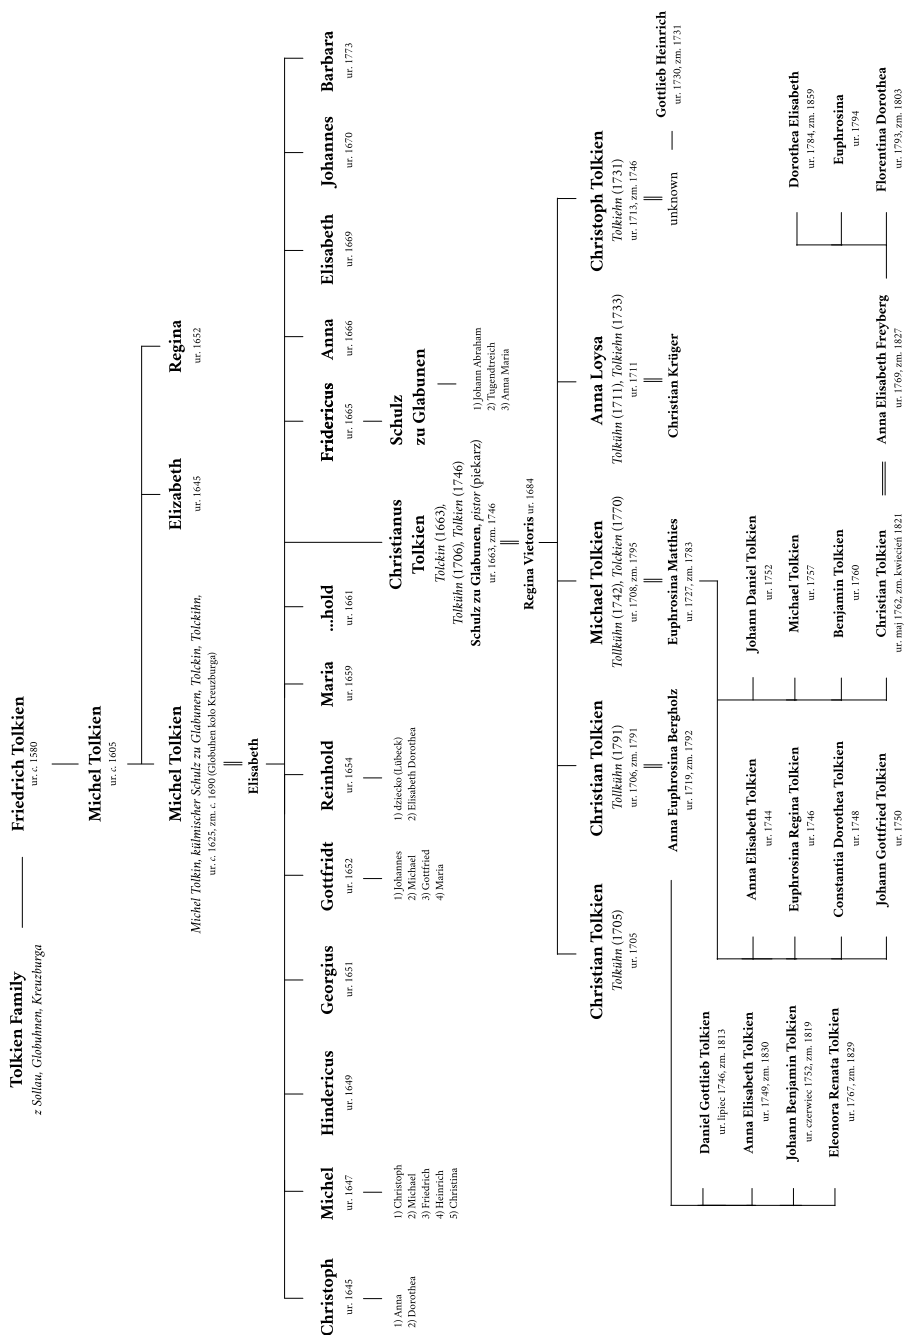 Tolkien Family
z Sollau, Globuhnen, Kreuzburga
Friedrich Tolkien
ur. c. 1580
Michel Tolkien
ur. c. 1605
Michel Tolkien
Michel Tolkin, külmischer Schulz zu Glabunen, Tolckin, Tolckihn,
ur. c. 1625, zm. c. 1690 (Globuhen koło Kreuzburga)
Elizabeth
ur. 1645
Regina
ur. 1652
Elisabeth
Christoph
ur. 1645
1) Anna
2) Dorothea
Michel
ur. 1647
1) Christoph
2) Michael
3) Friedrich
4) Heinrich
5) Christina
Hindericus
ur. 1649
Georgius
ur. 1651
Gottfridt
ur. 1652
1) Johannes
2) Michael
3) Gottfried
4) Maria
Reinhold
ur. 1654
1) dziecko (Lübeck)
2) Elisabeth Dorothea
Maria
ur. 1659
...hold
ur. 1661
Christianus
Tolkien
Tolckin (1663),
Tolkühn (1706), Tolkien (1746)
Schulz zu Glabunen, pistor (piekarz)
ur. 1663, zm. 1746
Regina Vietoris ur. 1684
Fridericus
ur. 1665
Schulz
zu Glabunen
1) Johann Abraham
2) Tugendtreich
3) Anna Maria
Anna
ur. 1666
Elisabeth
ur. 1669
Johannes
ur. 1670
Barbara
ur. 1773
Christian Tolkien
Tolkühn (1705)
ur. 1705
Christian Tolkien
Tollkühn (1791)
ur. 1706, zm. 1791
Anna Euphrosina Bergholz
ur. 1719, zm. 1792
Michael Tolkien
Tollkühn (1742), Tolckien (1770)
ur. 1708, zm. 1795
Euphrosina Matthies
ur. 1727, zm. 1783
Anna Loysa
Tolkühn (1711), Tolkiehn (1733)
ur. 1711
Christian Krüger
Christoph Tolkien
Tolkiehn (1731)
ur. 1713, zm. 1746
unknown
Gottlieb Heinrich
ur. 1730, zm. 1731
Daniel Gottlieb Tolkien
ur. lipiec 1746, zm. 1813
Anna Elisabeth Tolkien
ur. 1749, zm. 1830
Johann Benjamin Tolkien
ur. czerwiec 1752, zm. 1819
Eleonora Renata Tolkien
ur. 1767, zm. 1829
Anna Elisabeth Tolkien
ur. 1744
Euphrosina Regina Tolkien
ur. 1746
Constantia Dorothea Tolkien
ur. 1748
Johann Gottfried Tolkien
ur. 1750
Johann Daniel Tolkien
ur. 1752
Michael Tolkien
ur. 1757
Benjamin Tolkien
ur. 1760
Christian Tolkien
ur. maj 1762, zm. kwiecień 1821
Anna Elisabeth Freyberg
ur. 1769, zm. 1827
Dorothea Elisabeth
ur. 1784, zm. 1859
Euphrosina
ur. 1794
Florentina Dorothea
ur. 1793, zm. 1803